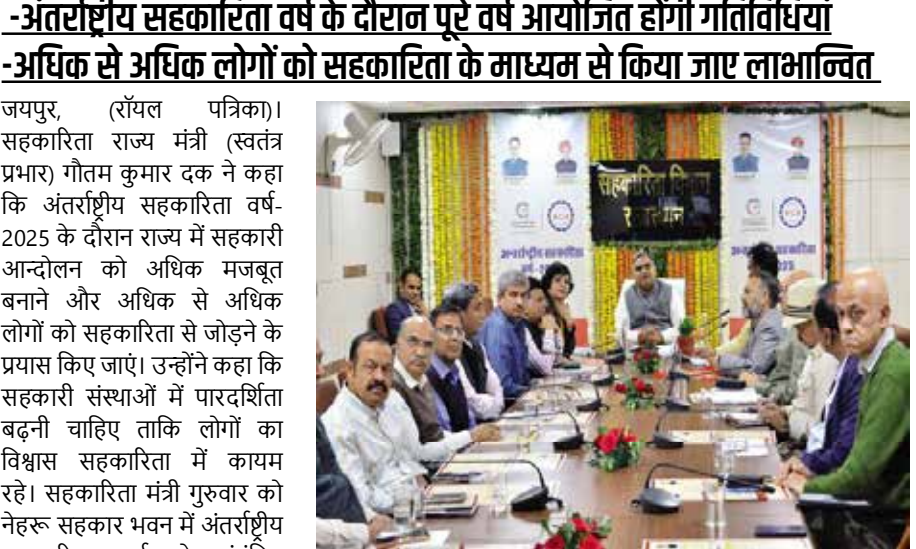 -अंतर्राष्ट्रीय सहकारिता वर्ष के दौरान पूरे वर्ष आयोजित होंगी गतिविधियां
-अधिक से अधिक लोगों को सहकारिता के माध्यम से किया जाए लाभान्वित
जयपुर, (रॉयल पत्रिका)।
सहकारिता राज्य मंत्री (स्वतंत्र
प्रभार) गौतम कुमार दक ने कहा
कि अंतर्राष्ट्रीय सहकारिता वर्ष-
2025 के दौरान राज्य में सहकारी
आन्दोलन को अधिक मजबूत
बनाने और अधिक से अधिक
लोगों को सहकारिता से जोड़ने के
प्रयास किए जाएं। उन्होंने कहा कि
सहकारी संस्थाओं में पारदर्शिता
बढ़नी चाहिए ताकि लोगों का
विश्वास सहकारिता में कायम
रहे। सहकारिता मंत्री गुरुवार को
नेहरू सहकार भवन में अंतर्राष्ट्रीय
सहकारिता विभाग
राजस्थान